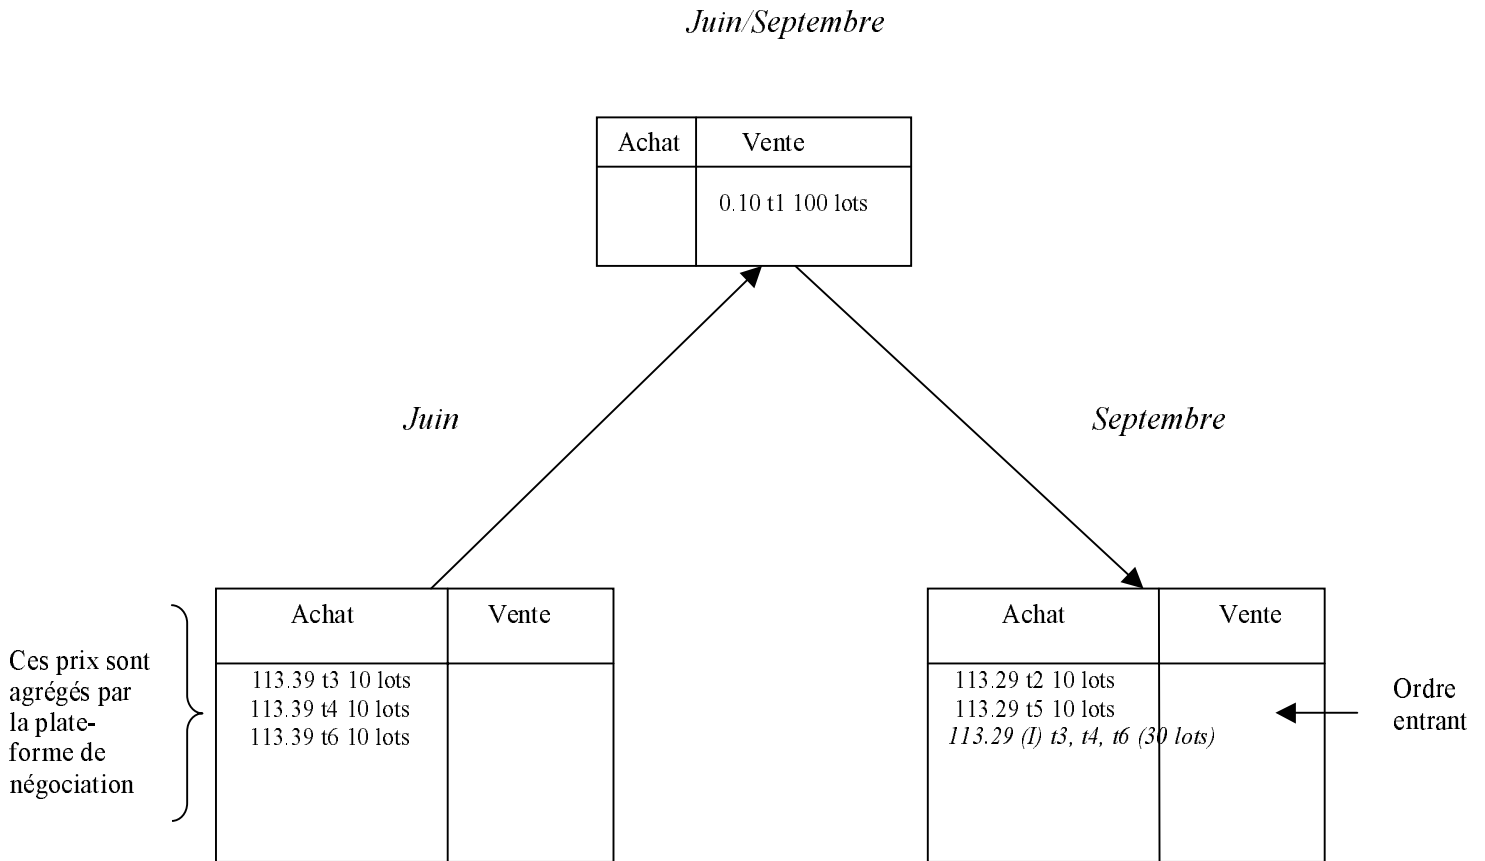 Juin/Septembre
Achat Vente
0.10 t1 100 lots
Juin
Septembre
Ces prix sont
agrégés par
la plate-
forme de
négociation
Achat Vente
113.39 t3 10 lots
113.39 t4 10 lots
113.39 t6 10 lots
Achat Vente
113.29 t2 10 lots
113.29 t5 10 lots
113.29 (I) t3, t4, t6 (30 lots)
Ordre
entrant